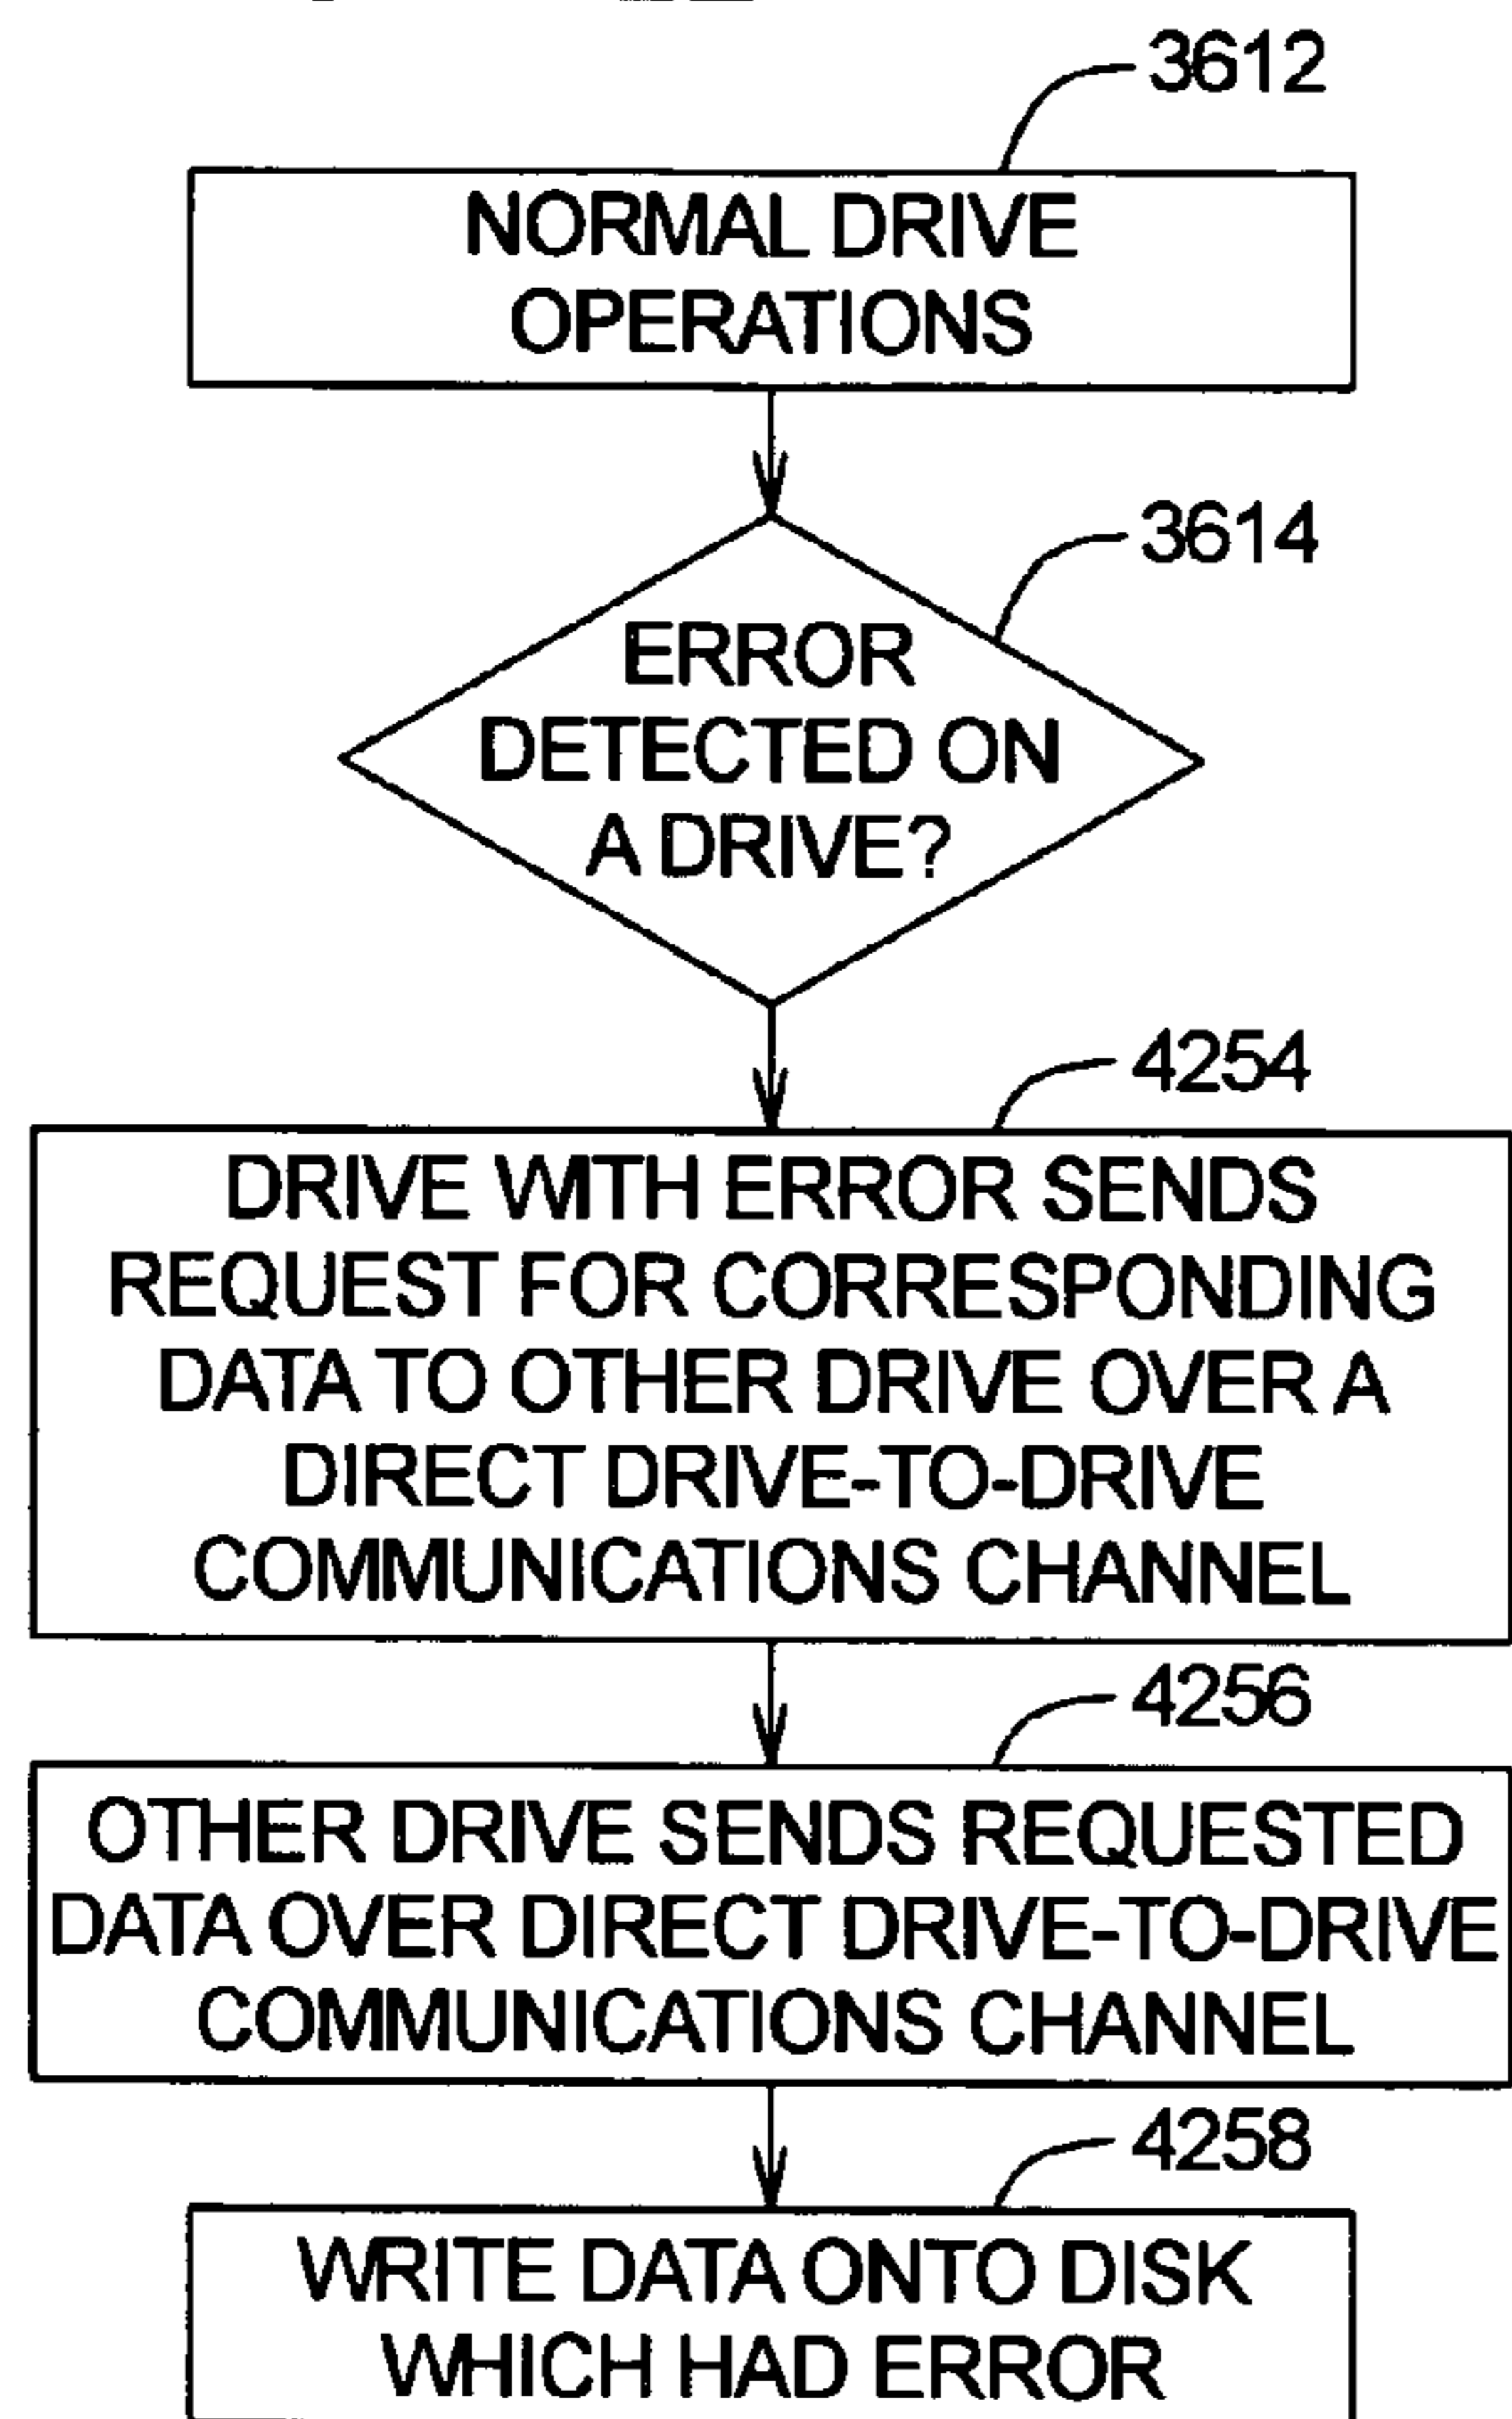 3612
NORMAL DRIVE
OPERATIONS
3614
ERROR
DETECTED ON
A DRIVE?
4254
DRIVE WITH ERROR SENDS
REQUEST FOR CORRESPONDING
DATA TO OTHER DRIVE OVER A
DIRECT DRIVE-TO-DRIVE
COMMUNICATIONS CHANNEL
4256
OTHER DRIVE SENDS REQUESTED
DATA OVER DIRECT DRIVE-TO-DRIVE
COMMUNICATIONS CHANNEL
4258
WRITE DATA ONTO DISK
WHICH HAD ERROR